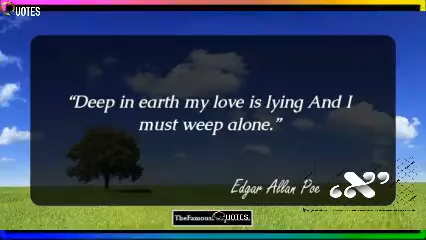 QUOTES
“Deep in earth my love is lying And I
must weep alone.”
Edgar Allan Poe
TheFamousQUOTES